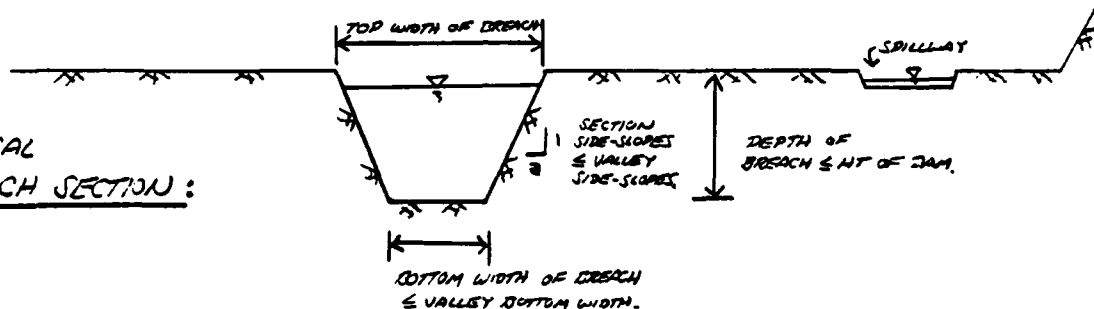 TOP WIDTH OF BREACH
SPILLWAY
SECTION
SIDE-SLOPES
≤ VALLEY
SIDE-SLOPES
1
DEPTH OF
BREACH ≤ HT OF DAM.
CH SECTION :
BOTTOM WIDTH OF BREACH
≤ VALLEY BOTTOM WIDTH.